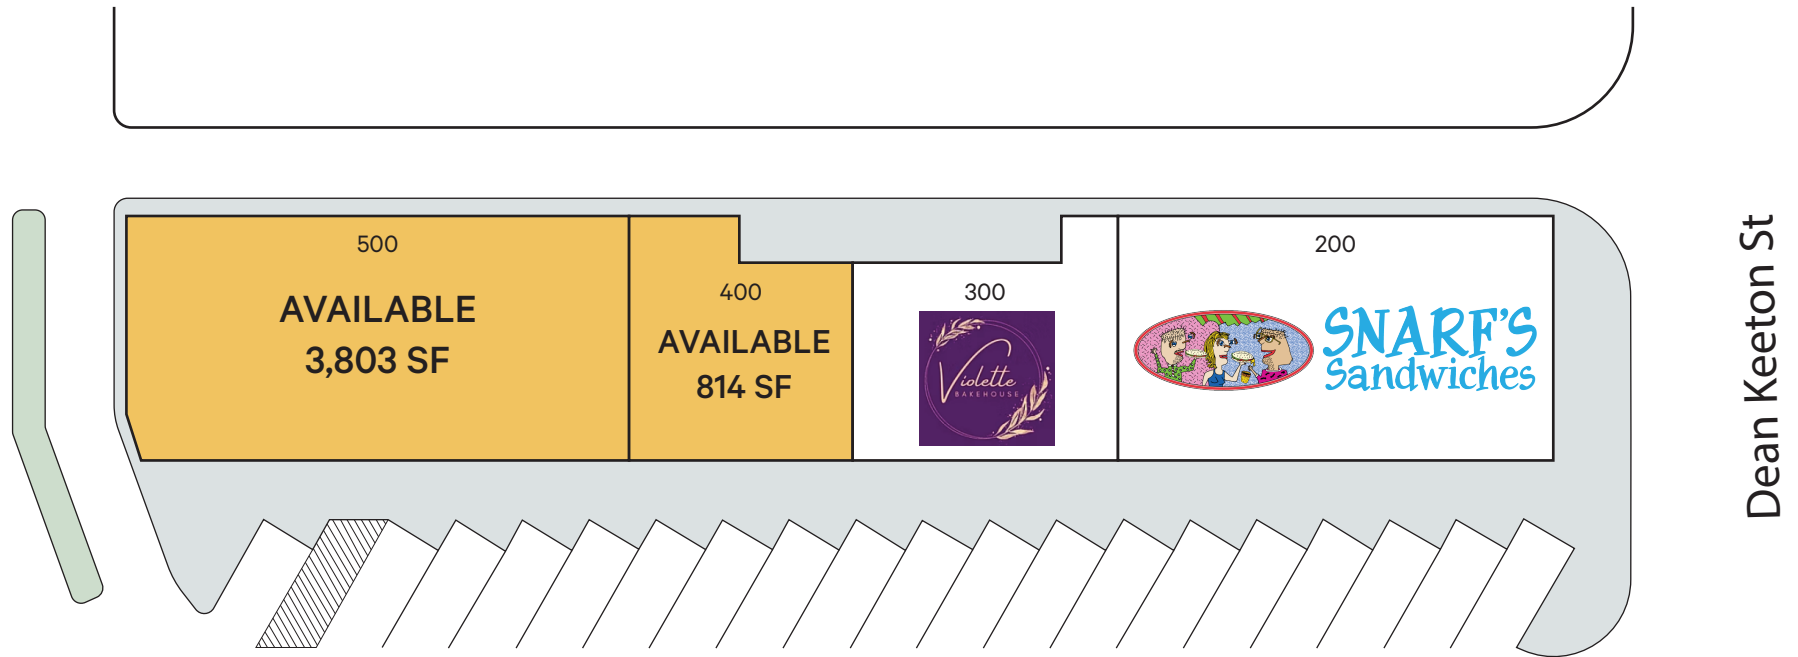 500
AVAILABLE
3,803 SF
400
AVAILABLE
814 SF
300
Violette
BAKEHOUSE
200
SNARF'S
Sandwiches
Dean Keeton St